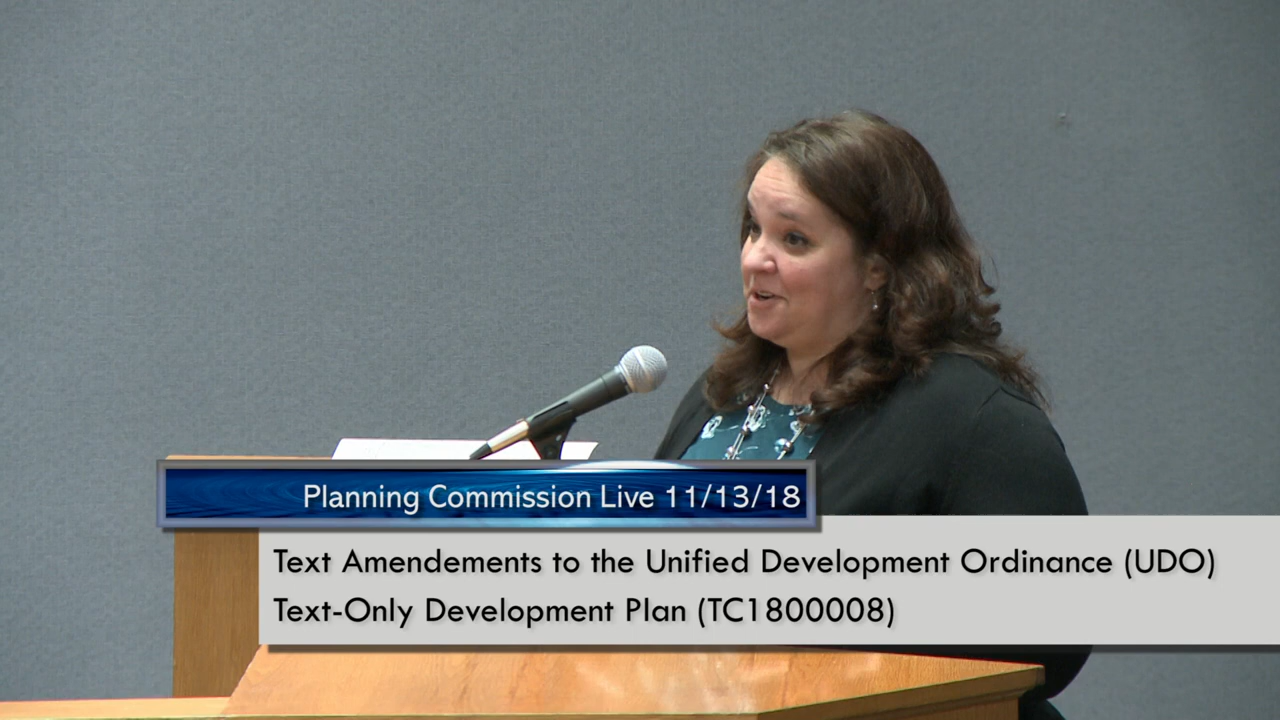 Planning Commission Live 11/13/18
Text Amendements to the Unified Development Ordinance (UDO)
Text-Only Development Plan (TC1800008)